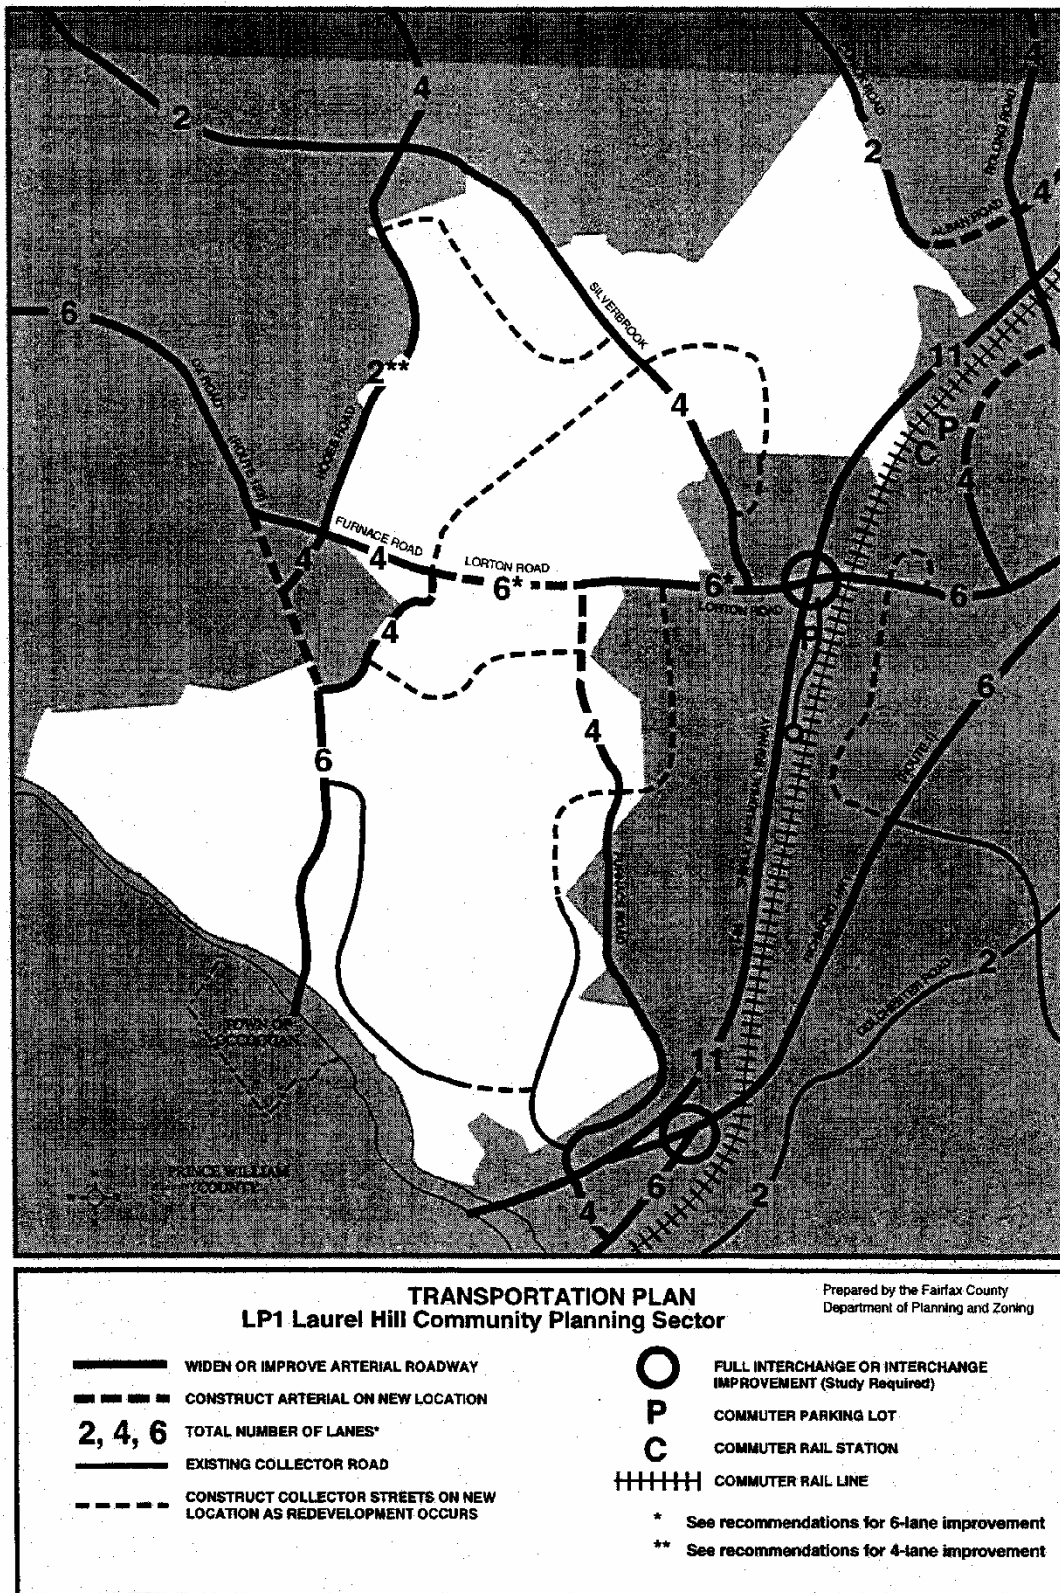 4
2
2
ROLLING ROAD
4*
ALBAN ROAD
6
SILVERBROOK
11
OX ROAD
(ROUTE 123)
2**
HOOES ROAD
4
P
C
4
FURNACE ROAD
4
4
LORTON ROAD
6*
6*
LORTON ROAD
6
4
6
4
6
C
ROUTE 1
FURNACE ROAD
2
TOWN OF
OCCOQUAN
11
PRINCE WILLIAM
COUNTY
4
6
2
TRANSPORTATION PLAN
LP1 Laurel Hill Community Planning Sector
Prepared by the Fairfax County
Department of Planning and Zoning
WIDEN OR IMPROVE ARTERIAL ROADWAY
CONSTRUCT ARTERIAL ON NEW LOCATION
2, 4, 6 TOTAL NUMBER OF LANES*
EXISTING COLLECTOR ROAD
CONSTRUCT COLLECTOR STREETS ON NEW
LOCATION AS REDEVELOPMENT OCCURS
FULL INTERCHANGE OR INTERCHANGE
IMPROVEMENT (Study Required)
P COMMUTER PARKING LOT
C COMMUTER RAIL STATION
COMMUTER RAIL LINE
* See recommendations for 6-lane improvement
** See recommendations for 4-lane improvement